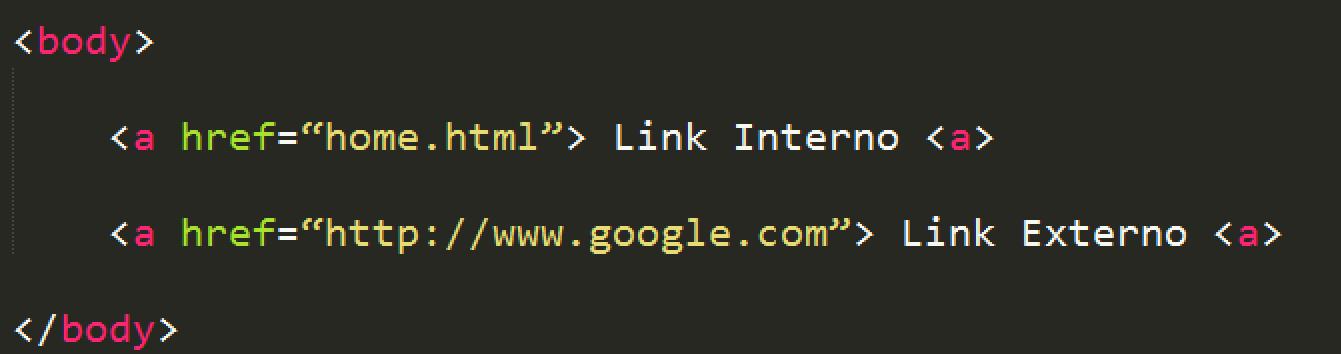 <body>
<a href=“home.html”> Link Interno <a>
<a href=“http://www.google.com”> Link Externo <a>
</body>